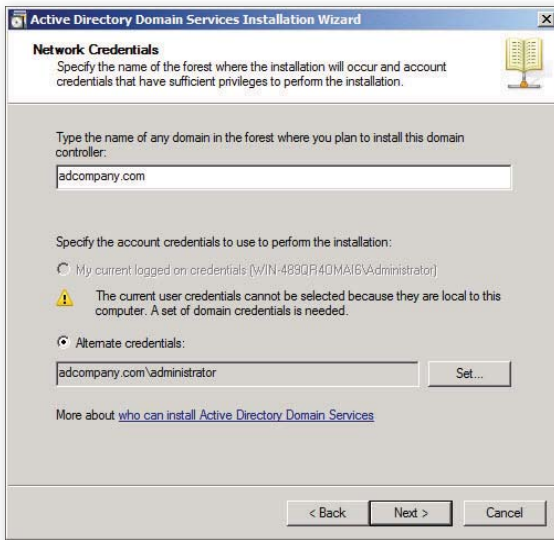 Active Directory Domain Services Installation Wizard
Network Credentials
Specify the name of the forest where the installation will occur and account
credentials that have sufficient privileges to perform the installation.
Type the name of any domain in the forest where you plan to install this domain
controller:
adcompany.com
Specify the account credentials to use to perform the installation:
My current logged on credentials (WIN-489QR4OMAI6\Administrator)
The current user credentials cannot be selected because they are local to this
computer. A set of domain credentials is needed.
Alternate credentials:
adcompany.com\administrator
Set...
More about who can install Active Directory Domain Services
< Back Next > Cancel